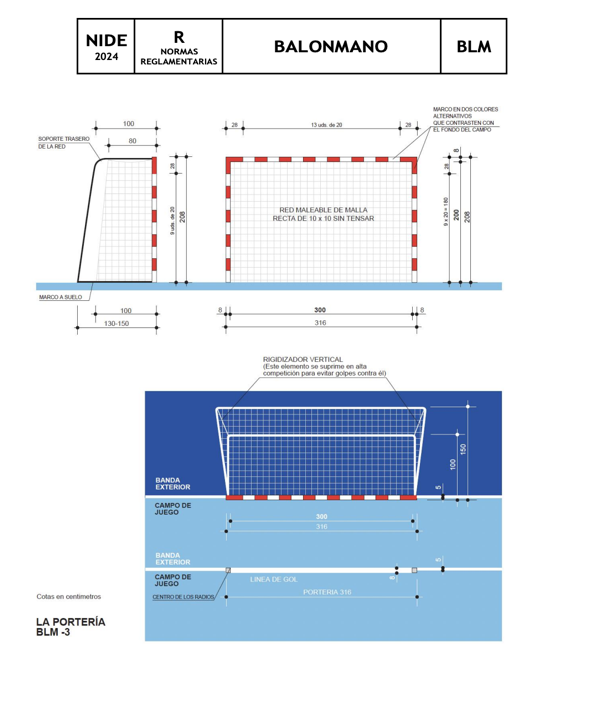 NIDE
2024
R
NORMAS
REGLAMENTARIAS
BALONMANO
BLM
100
80
SOPORTE TRASERO
DE LA RED
28
9 uds. de 20
208
MARCO A SUELO
100
130-150
28
13 uds. de 20
28
MARCO EN DOS COLORES
ALTERNATIVOS
QUE CONTRASTEN CON
EL FONDO DEL CAMPO
RED MALEABLE DE MALLA
RECTA DE 10 x 10 SIN TENSAR
8
28
9 x 20 = 180
200
208
8
300
8
316
RIGIDIZADOR VERTICAL
(Este elemento se suprime en alta
competición para evitar golpes contra él)
150
100
5
BANDA
EXTERIOR
CAMPO DE
JUEGO
300
316
BANDA
EXTERIOR
5
CAMPO DE
JUEGO
LINEA DE GOL
8
CENTRO DE LOS RADIOS
PORTERIA 316
Cotas en centímetros
LA PORTERÍA
BLM -3